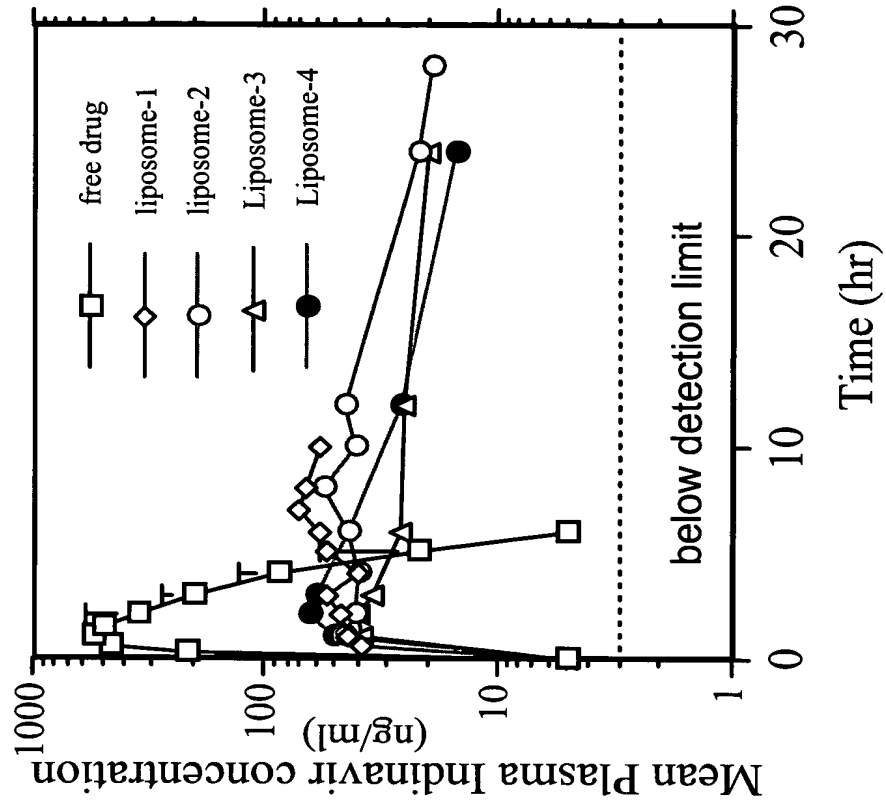 Mean Plasma Indinavir concentration
(ng/ml)
1000
100
10
1
free drug
liposome-1
liposome-2
Liposome-3
Liposome-4
below detection limit
0
10
20
30
Time (hr)